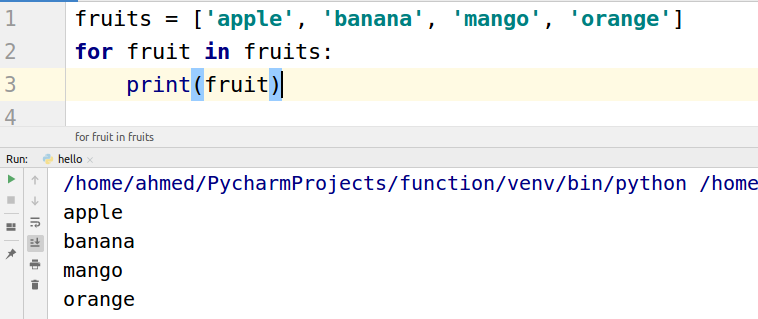 1 fruits = ['apple', 'banana', 'mango', 'orange']
2 for fruit in fruits:
3     print(fruit)
4
for fruit in fruits
Run: hello ×
/home/ahmed/PycharmProjects/function/venv/bin/python /home
apple
banana
mango
orange